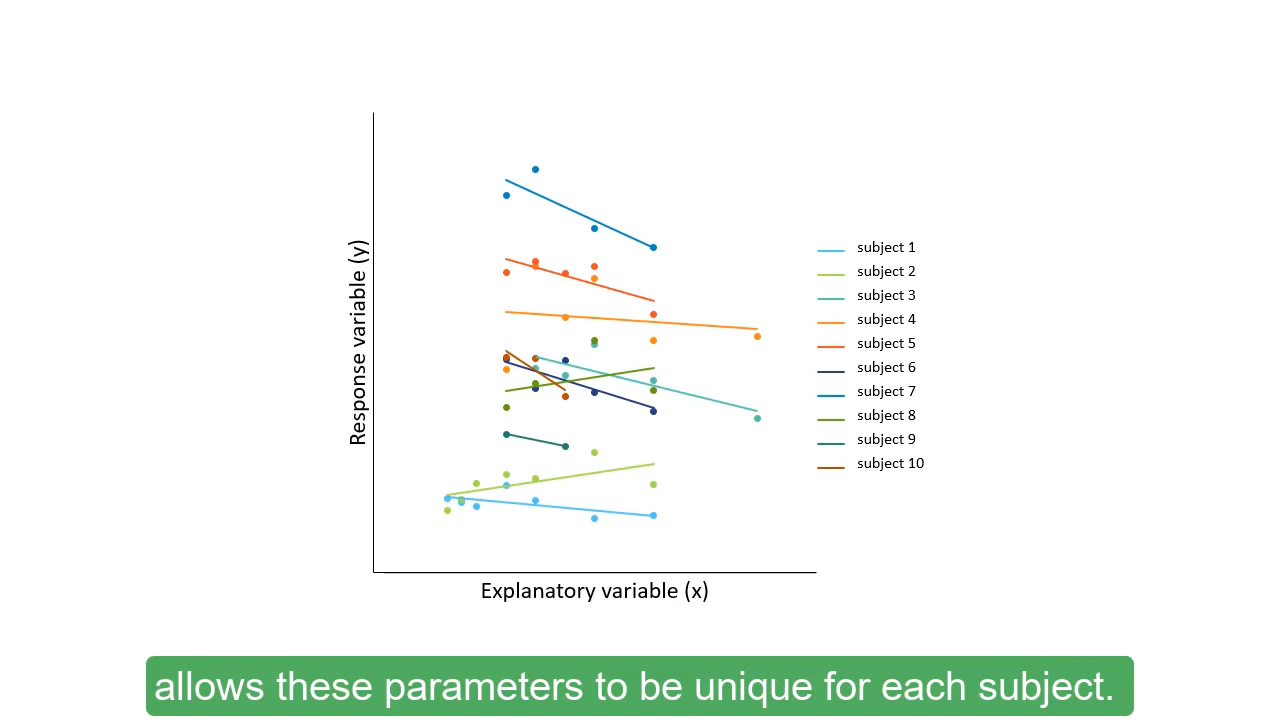 Response variable (y)
subject 1
subject 2
subject 3
subject 4
subject 5
subject 6
subject 7
subject 8
subject 9
subject 10
Explanatory variable (x)
allows these parameters to be unique for each subject.